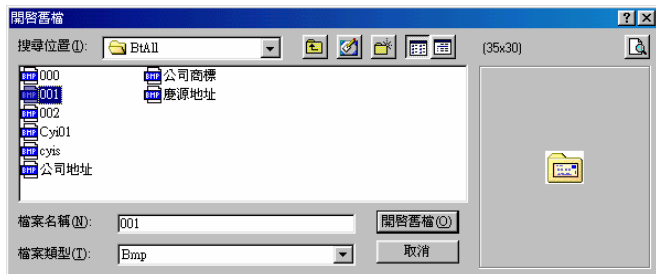 開啓舊檔
搜尋位置(I): BtAll (35x30)
000 公司商標
001 慶源地址
002
Cyi01
cyis
公司地址
檔案名稱(N): 001 開啓舊檔(O)
檔案類型(T): Bmp 取消